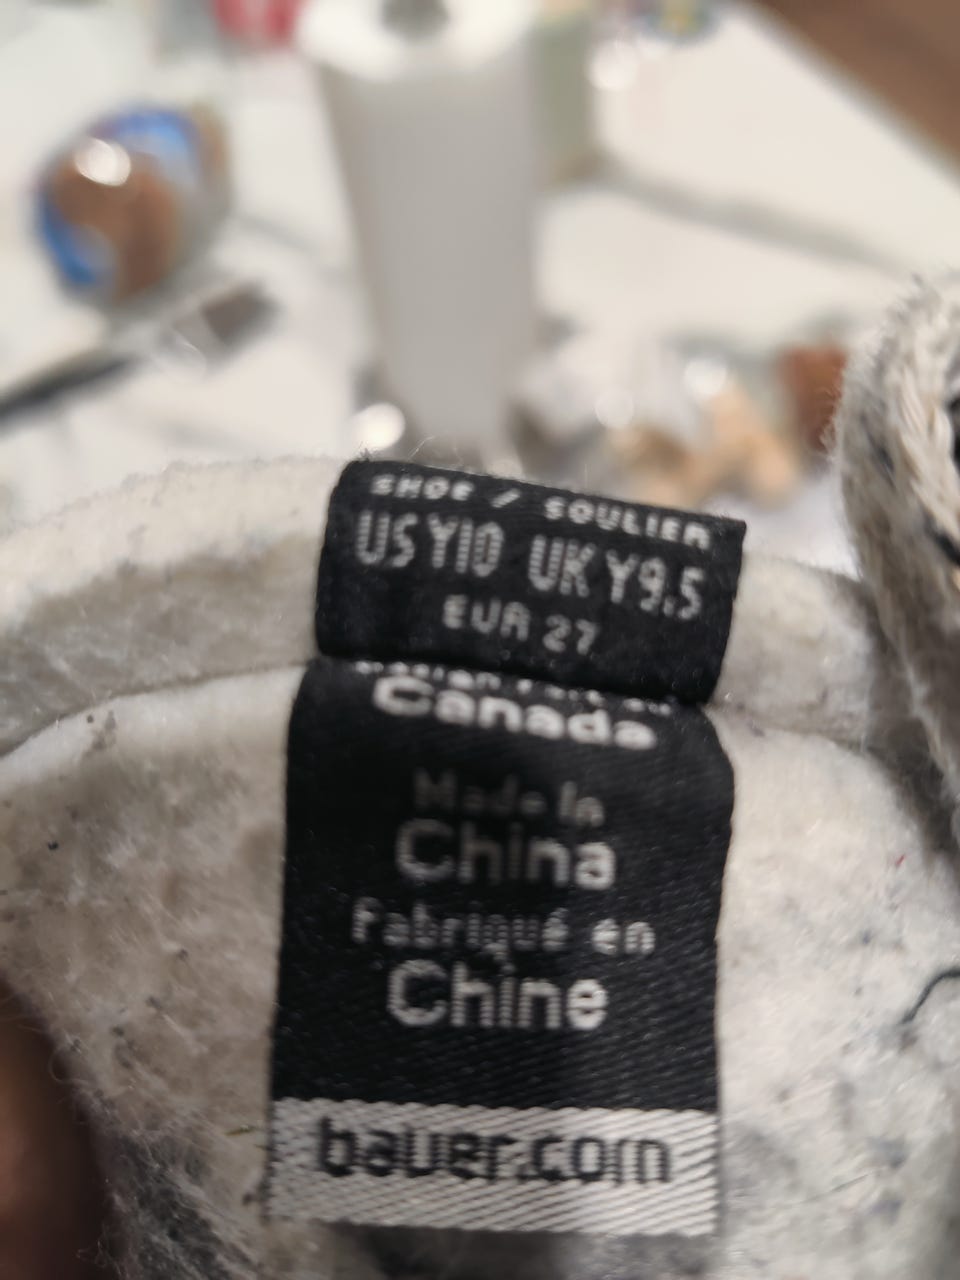 SHOE / SOULIER
US Y10 UK Y9.5
EUR 27
Canada
Made in
China
Fabriqué en
Chine
bauer.com